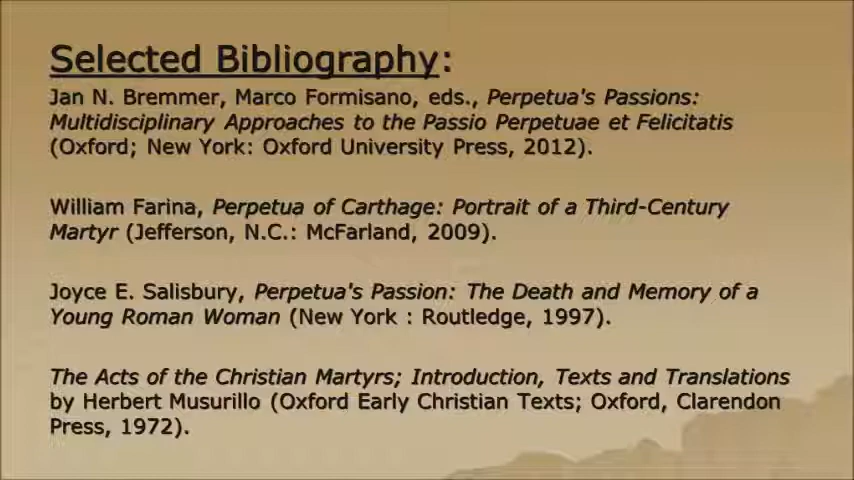 Selected Bibliography:
Jan N. Bremmer, Marco Formisano, eds., Perpetua's Passions:
Multidisciplinary Approaches to the Passio Perpetuae et Felicitatis
(Oxford; New York: Oxford University Press, 2012).
William Farina, Perpetua of Carthage: Portrait of a Third-Century
Martyr (Jefferson, N.C.: McFarland, 2009).
Joyce E. Salisbury, Perpetua's Passion: The Death and Memory of a
Young Roman Woman (New York : Routledge, 1997).
The Acts of the Christian Martyrs; Introduction, Texts and Translations
by Herbert Musurillo (Oxford Early Christian Texts; Oxford, Clarendon
Press, 1972).